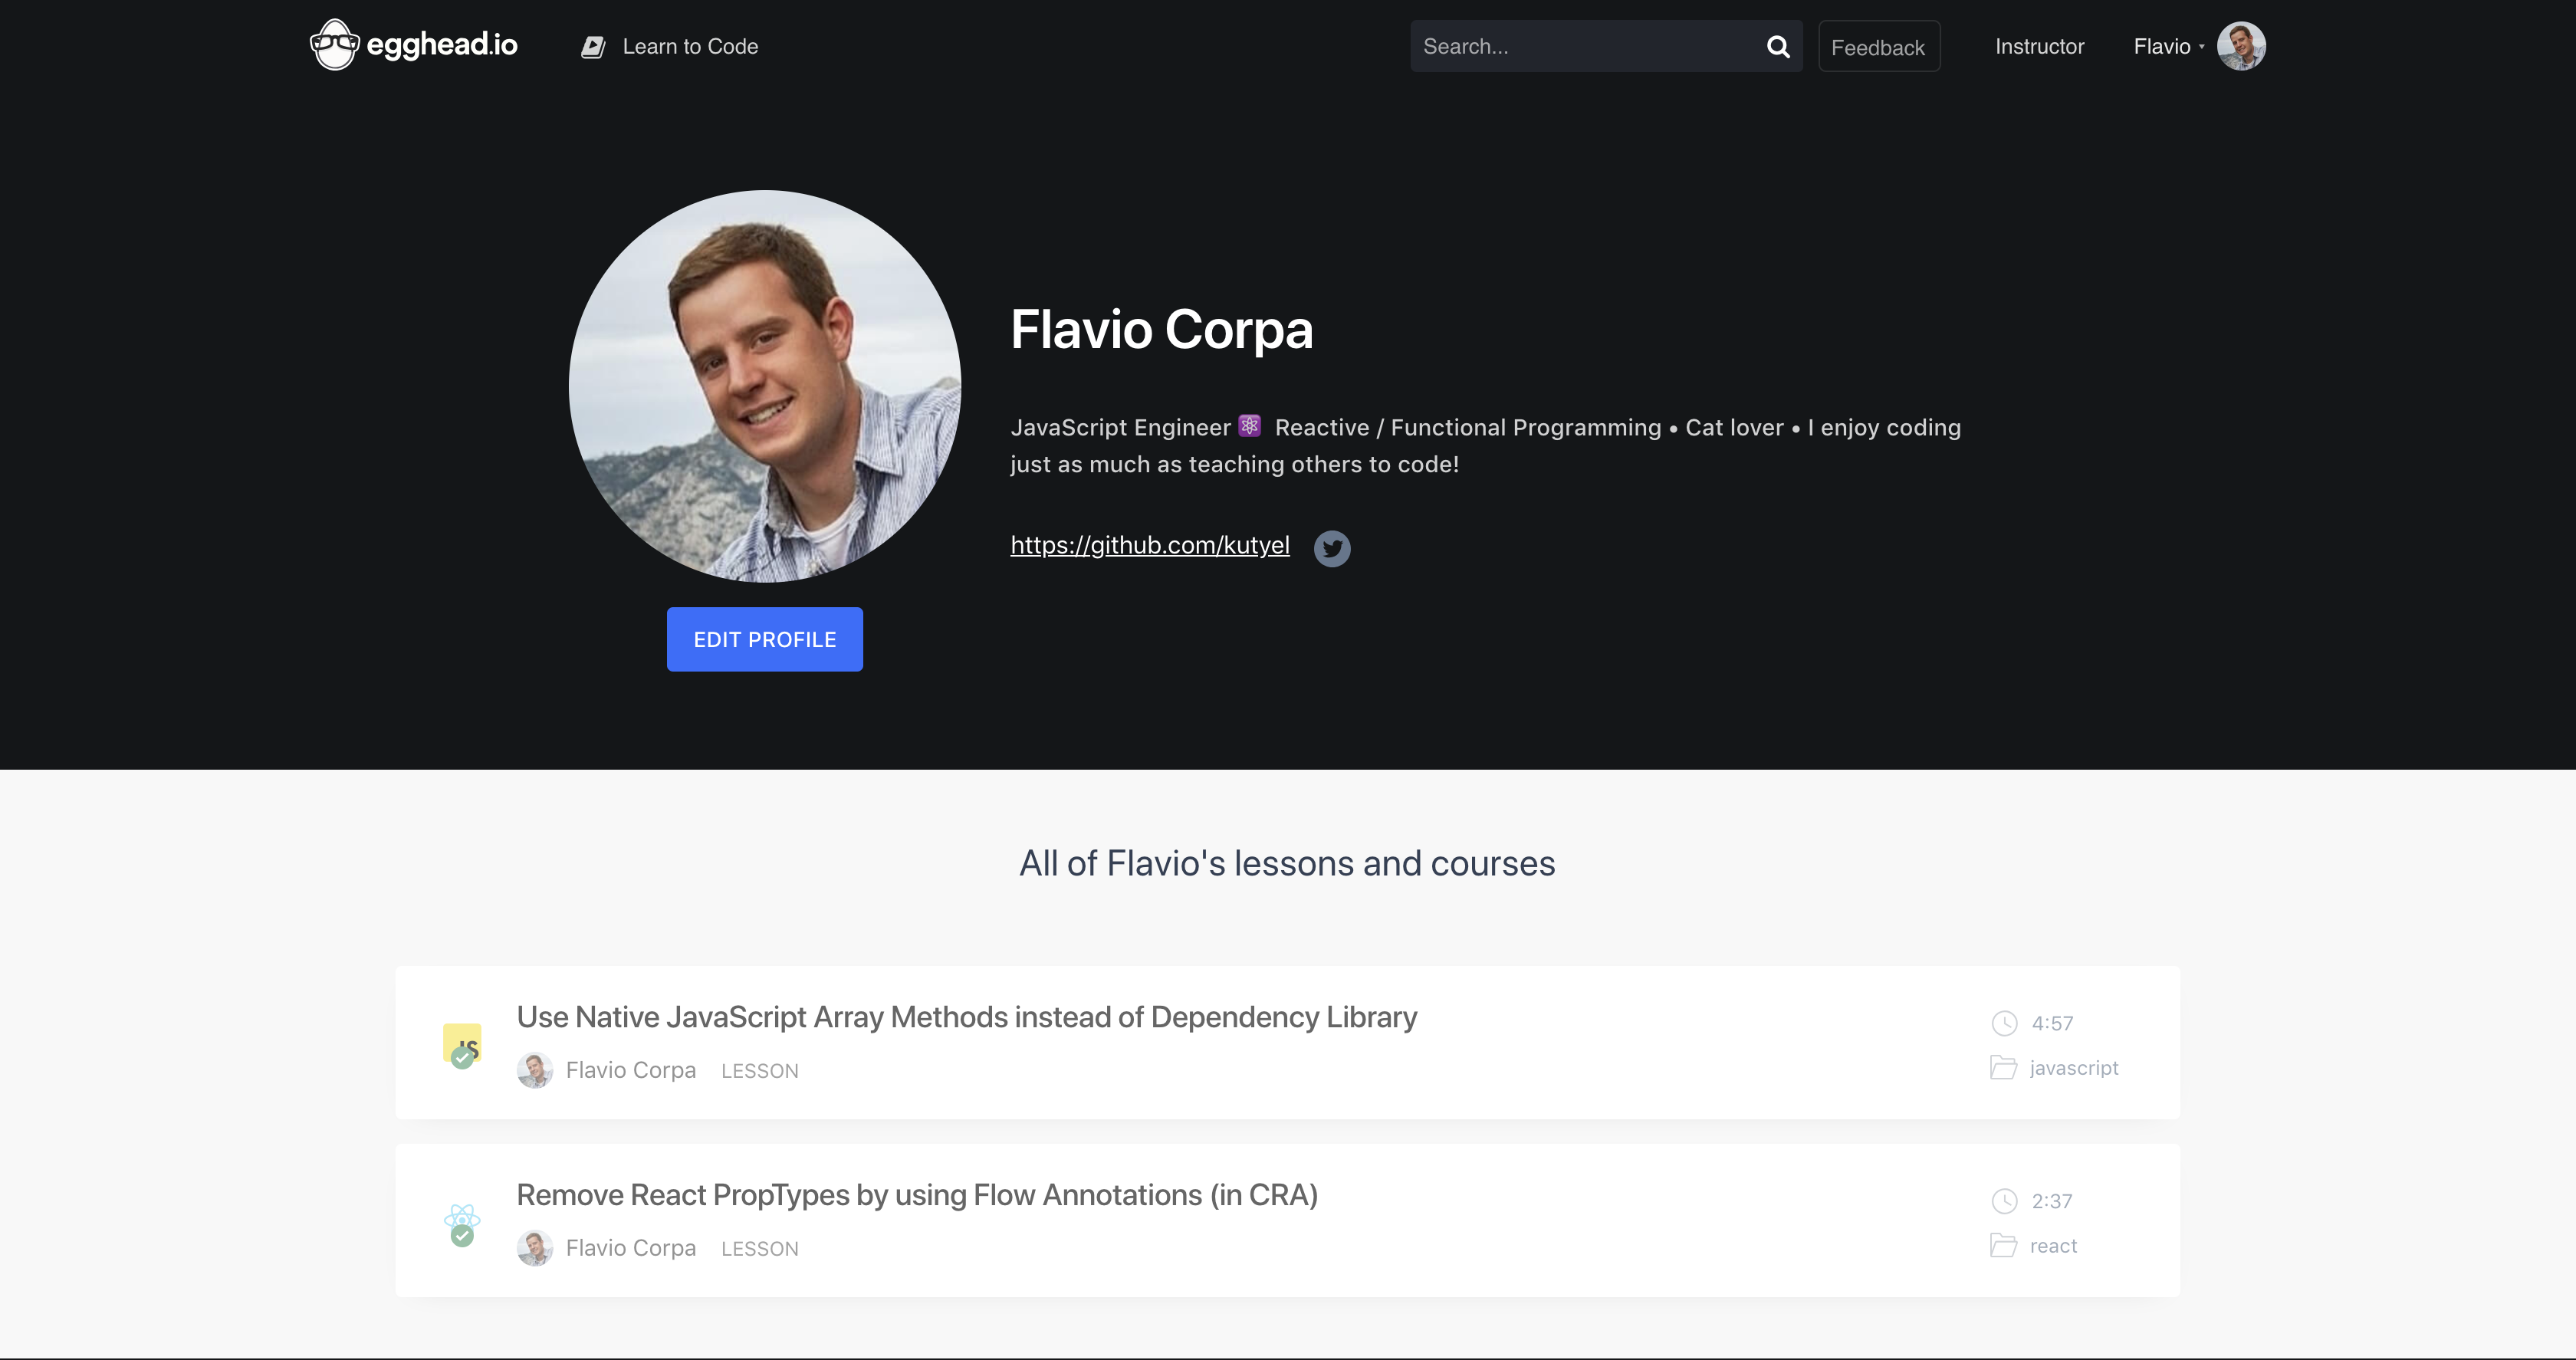 egghead.io
Learn to Code
Search...
Feedback
Instructor
Flavio
Flavio Corpa
JavaScript Engineer ⚛ Reactive / Functional Programming • Cat lover • I enjoy coding
just as much as teaching others to code!
https://github.com/kutyel
EDIT PROFILE
All of Flavio's lessons and courses
Use Native JavaScript Array Methods instead of Dependency Library
JS
Flavio Corpa LESSON
4:57
javascript
Remove React PropTypes by using Flow Annotations (in CRA)
Flavio Corpa LESSON
2:37
react